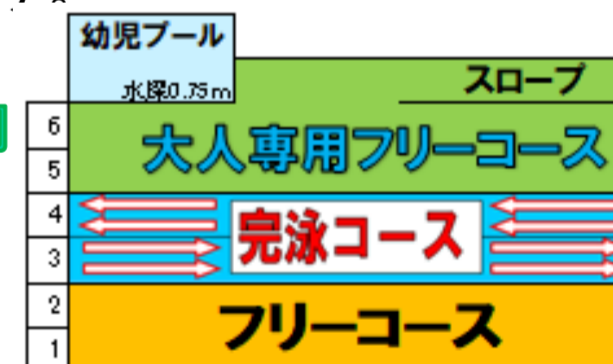 幼児プール
水深0.75m
スロープ
6
大人専用フリーコース
5
4
完泳コース
3
2
フリーコース
1